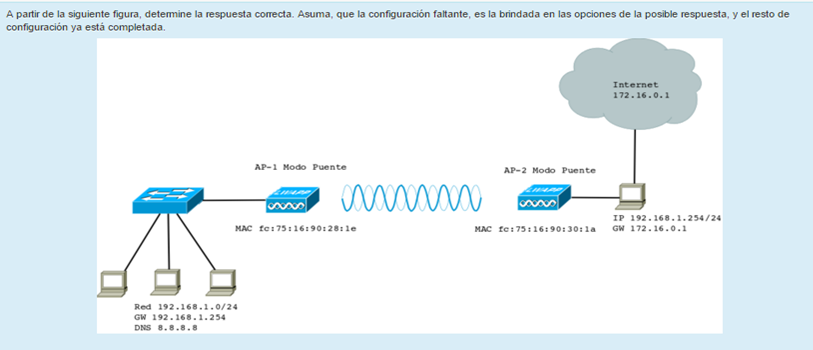 A partir de la siguiente figura, determine la respuesta correcta. Asuma, que la configuración faltante, es la brindada en las opciones de la posible respuesta, y el resto de
configuración ya está completada.
Internet
172.16.0.1
AP-1 Modo Puente
AP-2 Modo Puente
MAC fc:75:16:90:28:1e
MAC fc:75:16:90:30:1a
IP 192.168.1.254/24
GW 172.16.0.1
Red 192.168.1.0/24
GW 192.168.1.254
DNS 8.8.8.8